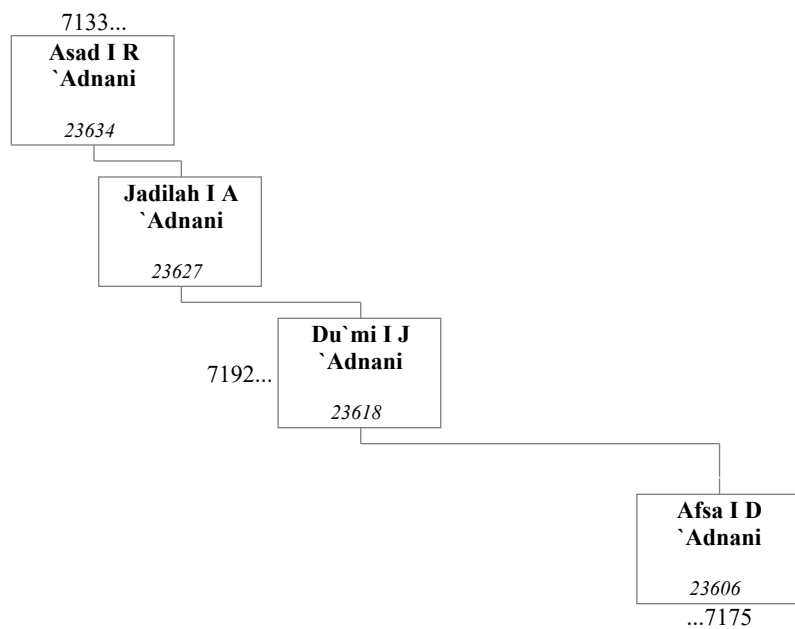 7133...
Asad I R
`Adnani
23634
Jadilah I A
`Adnani
23627
Du`mi I J
`Adnani
7192...
23618
Afsa I D
`Adnani
23606
...7175